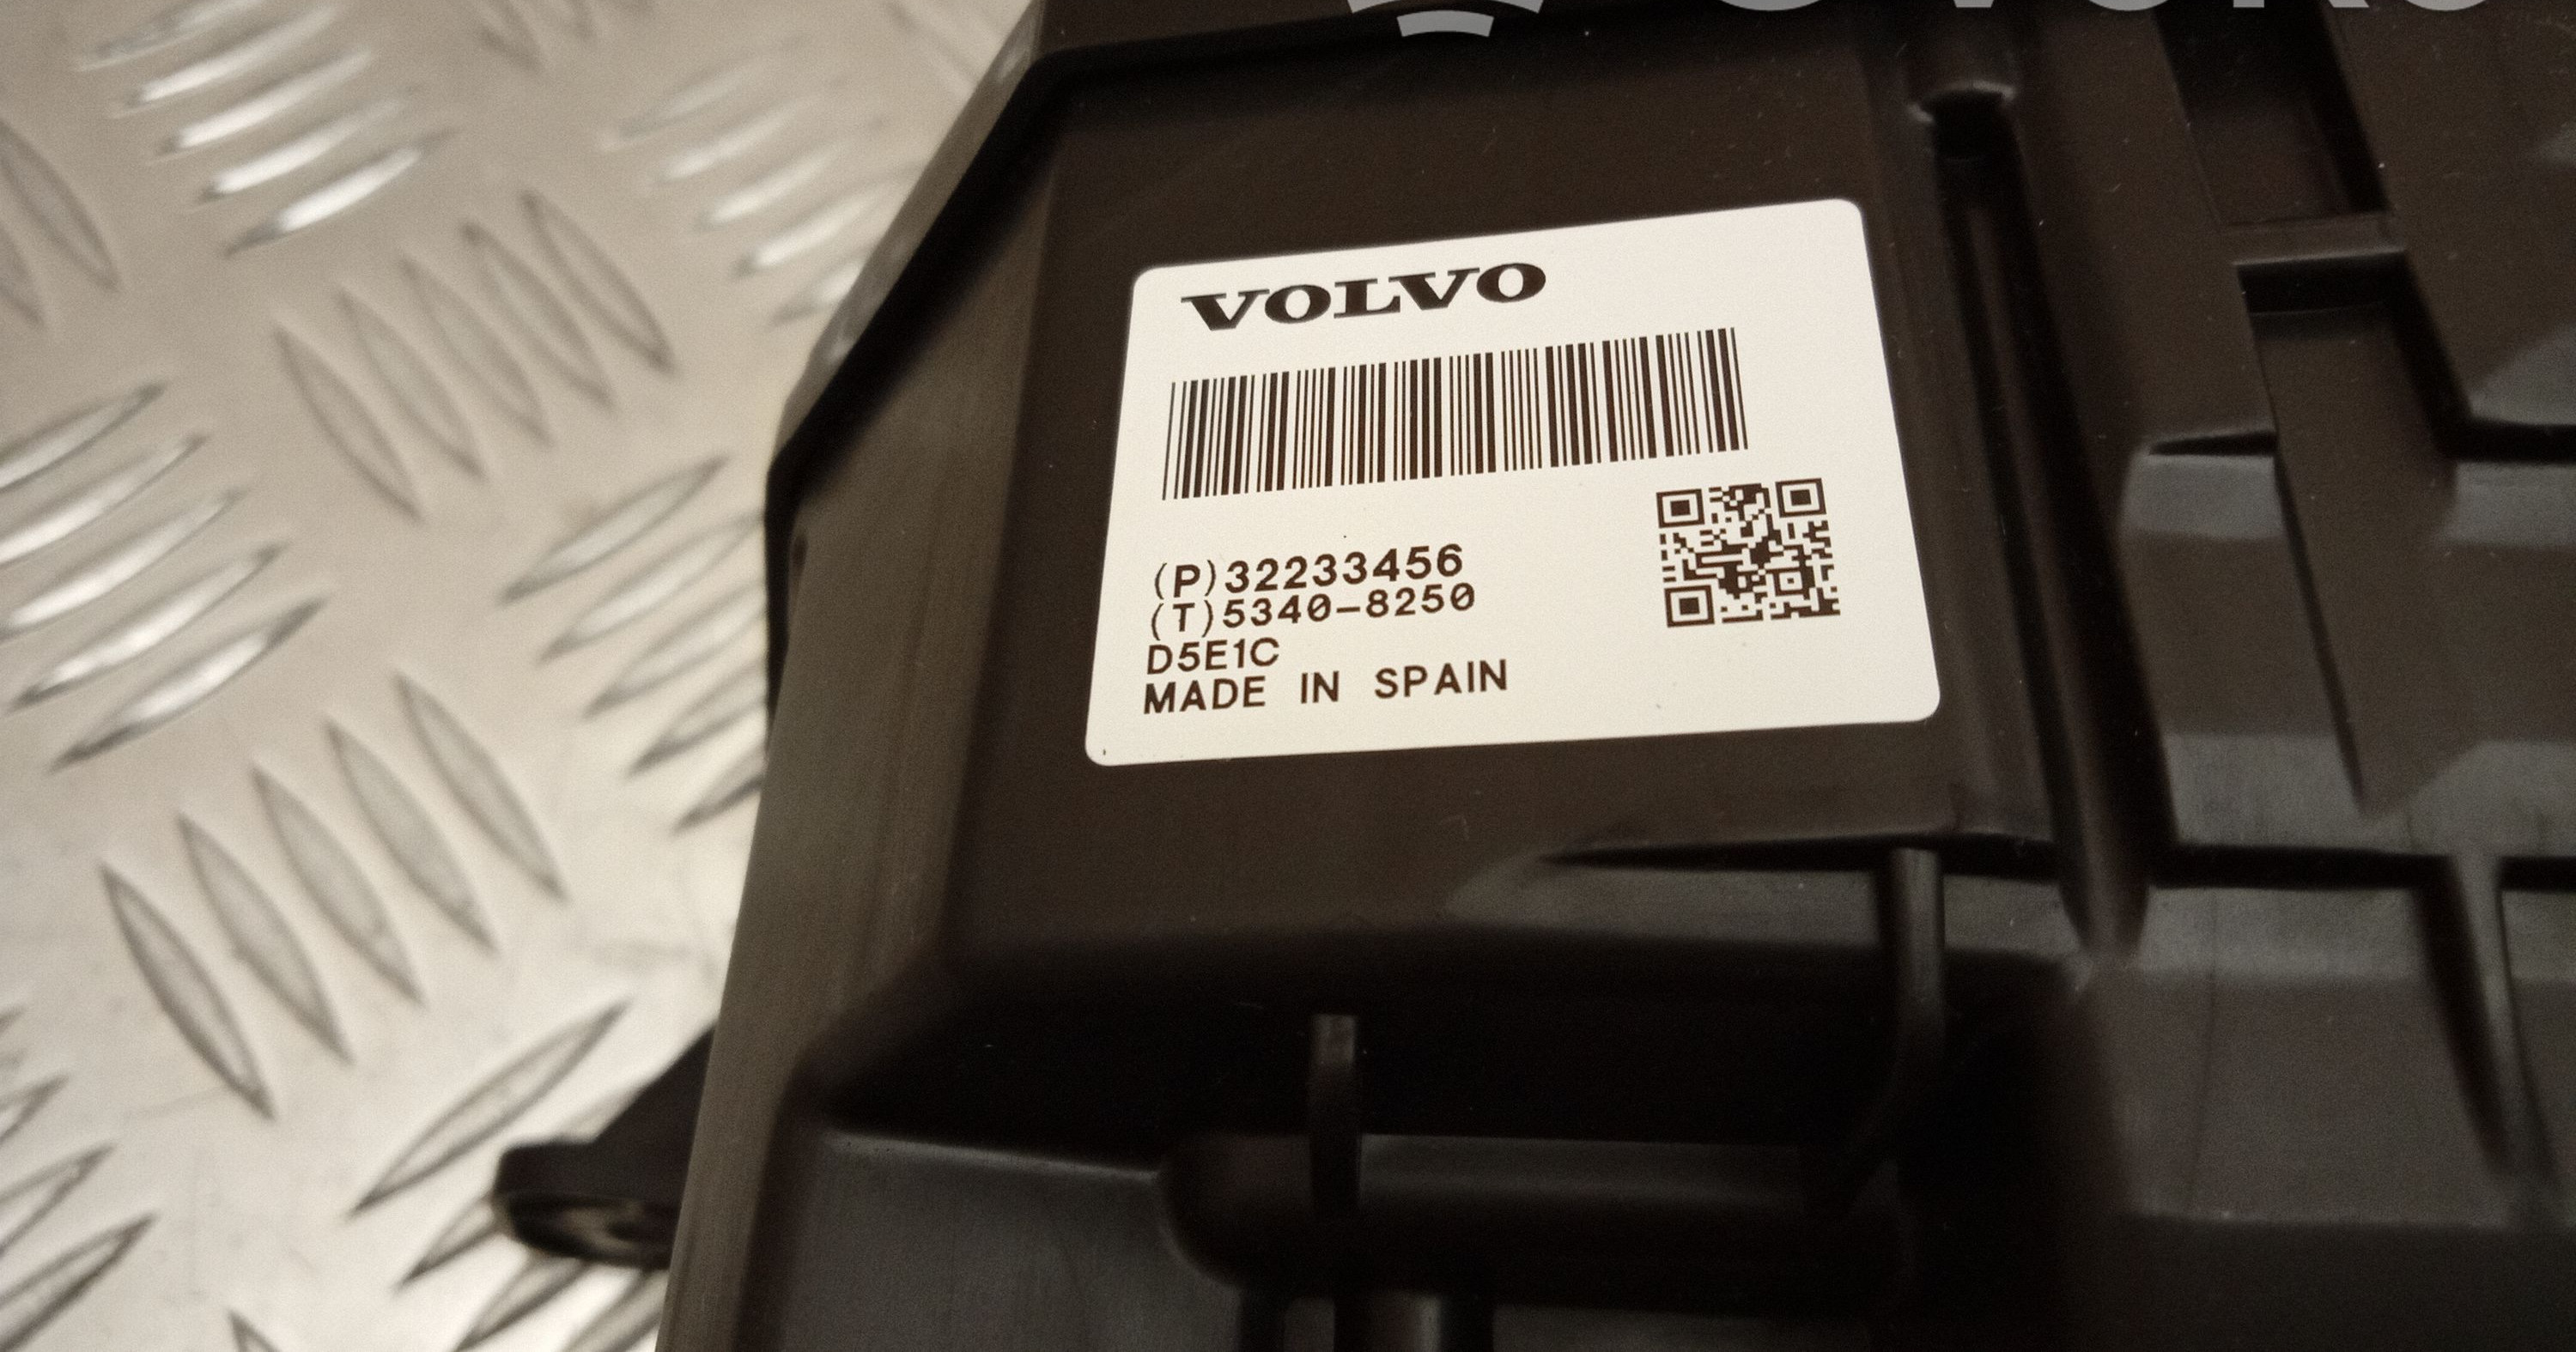 VOLVO
(P)32233456
(T)5340-8250
D5E1C
MADE IN SPAIN